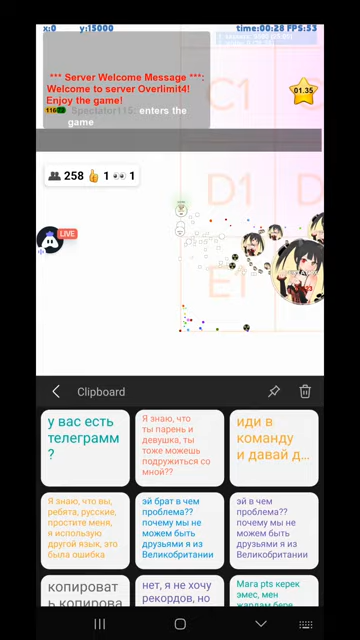 x:0 y:15000 time:00:28 FPS:53
*** Server Welcome Message ***:
Welcome to server Overlimit4!
Enjoy the game!
Spectator115: enters the
game
01.35
C1
258 1 1
D1
LIVE
E1
Clipboard
у вас есть
телеграмм
?
Я знаю, что
ты парень и
девушка, ты
тоже можешь
подружиться со
мной??
иди в
команду
и давай д...
Я знаю, что вы,
ребята, русские,
простите меня,
я использую
другой язык, это
была ошибка
эй брат в чем
проблема??
почему мы не
можем быть
друзьями я из
Великобритании
эй в чем
проблема??
почему мы не
можем быть
друзьями я из
Великобритании
копироват
ь копирова
нет, я не хочу
рекордов, но
Мага pts керек
эмес, мен
жардам бере